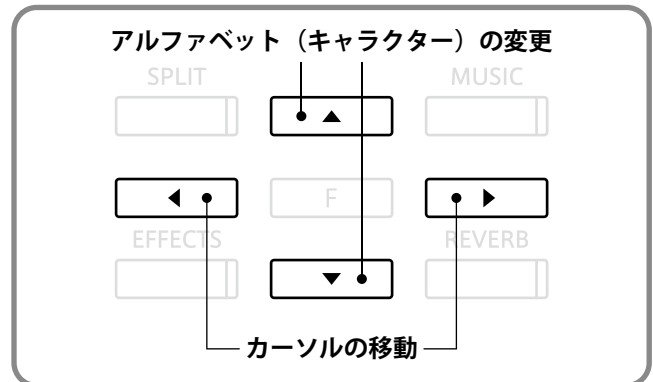 アルファベット（キャラクター）の変更
SPLIT
MUSIC
F
EFFECTS
REVERB
カーソルの移動